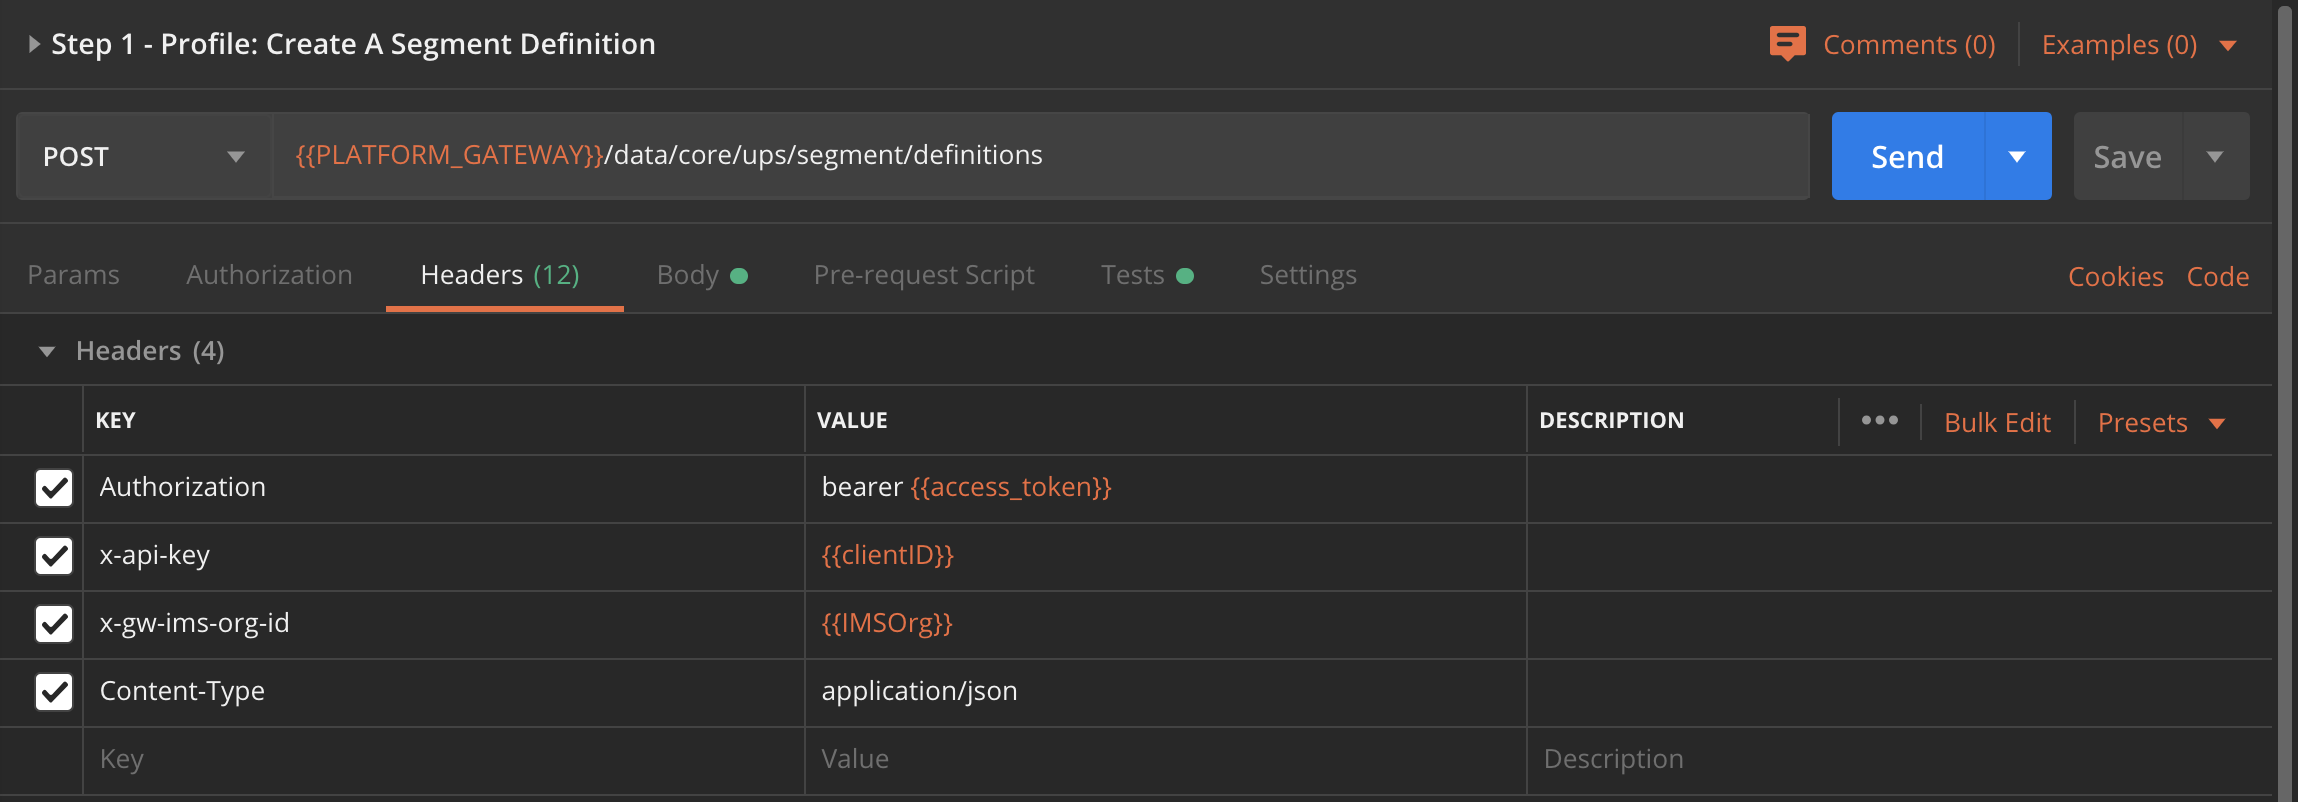 Step 1 - Profile: Create A Segment Definition
Comments (0)
Examples (0)
POST
{{PLATFORM_GATEWAY}}/data/core/ups/segment/definitions
Send
Save
Params
Authorization
Headers (12)
Body
Pre-request Script
Tests
Settings
Cookies
Code
Headers (4)
KEY
VALUE
DESCRIPTION
Bulk Edit
Presets
Authorization
bearer {{access_token}}
x-api-key
{{clientID}}
x-gw-ims-org-id
{{IMSOrg}}
Content-Type
application/json
Key
Value
Description